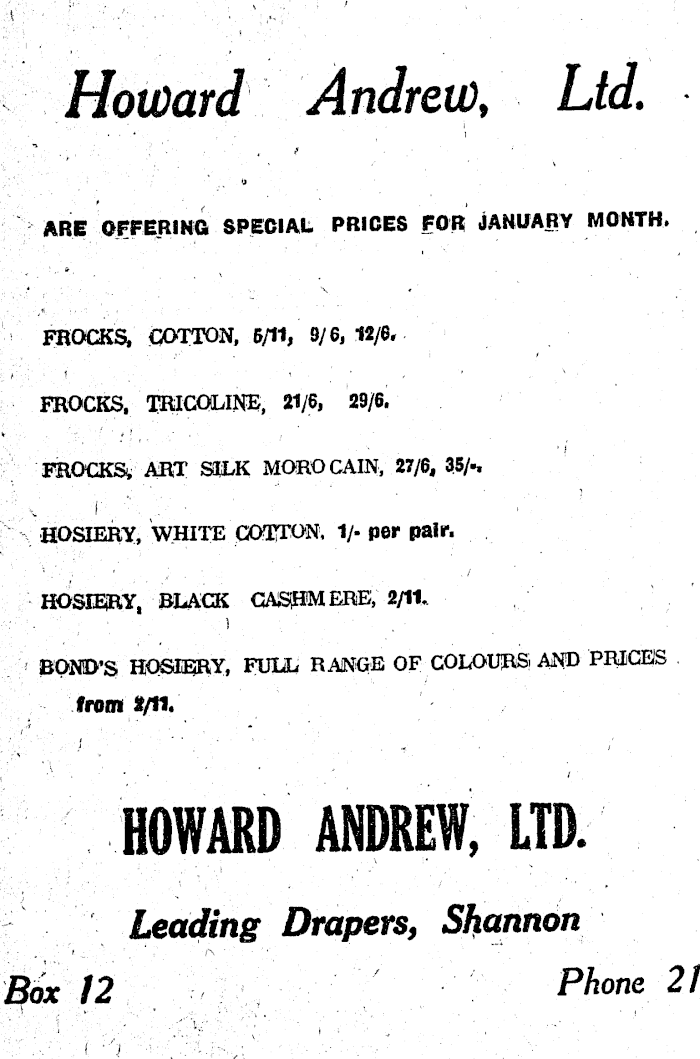 Howard Andrew, Ltd.
ARE OFFERING SPECIAL PRICES FOR JANUARY MONTH.
FROCKS, COTTON, 5/11, 9/6, 12/6.
FROCKS, TRICOLINE, 21/6, 29/6.
FROCKS, ART SILK MOROCAIN, 27/6, 35/-.
HOSIERY, WHITE COTTON. 1/- per pair.
HOSIERY, BLACK CASHMERE, 2/11.
BOND'S HOSIERY, FULL RANGE OF COLOURS AND PRICES
from 2/11.
HOWARD ANDREW, LTD.
Leading Drapers, Shannon
Box 12 Phone 21